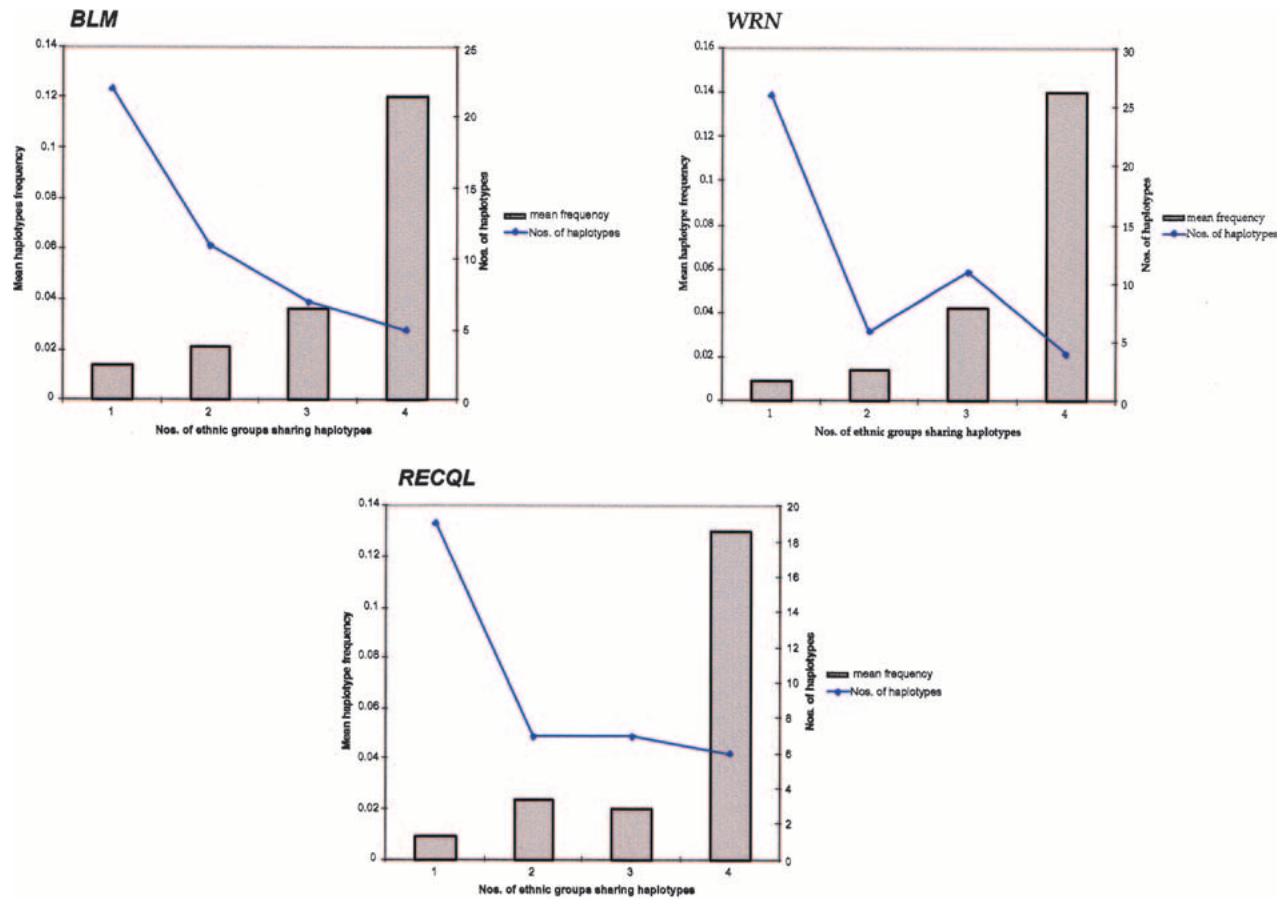 BLM
0.14
0.12
0.1
0.08
0.06
0.04
0.02
0
Mean haplotypes frequency
25
20
15
10
5
0
Nos. of haplotypes
mean frequency
Nos. of haplotypes
1 2 3 4
Nos. of ethnic groups sharing haplotypes
WRN
0.16
0.14
0.12
0.1
0.08
0.06
0.04
0.02
0
Mean haplotype frequency
30
25
20
15
10
5
0
Nos. of haplotypes
mean frequency
Nos. of haplotypes
1 2 3 4
Nos. of ethnic groups sharing haplotypes
RECQL
0.14
0.12
0.1
0.08
0.06
0.04
0.02
0
Mean haplotype frequency
20
18
16
14
12
10
8
6
4
2
0
Nos. of haplotypes
mean frequency
Nos. of haplotypes
1 2 3 4
Nos. of ethnic groups sharing haplotypes